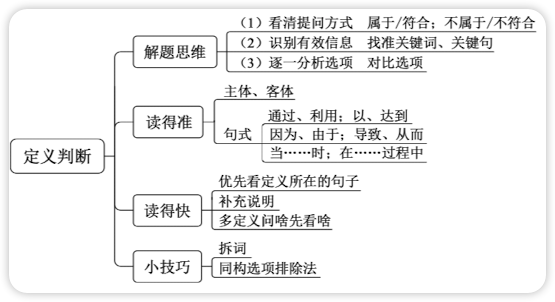 定义判断
解题思维
（1）看清提问方式 属于/符合；不属于/不符合
（2）识别有效信息 找准关键词、关键句
（3）逐一分析选项 对比选项
读得准
主体、客体
句式
通过、利用；以、达到
因为、由于；导致、从而
当……时；在……过程中
读得快
优先看定义所在的句子
补充说明
多定义问啥先看啥
小技巧
拆词
同构选项排除法